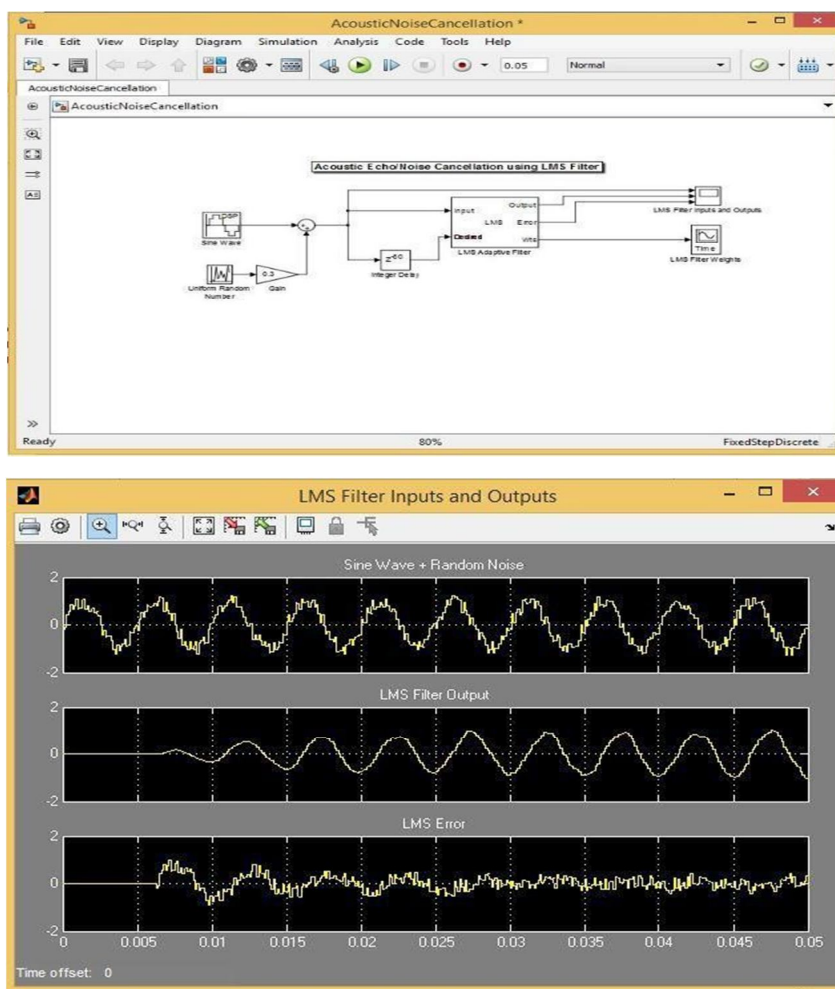 AcousticNoiseCancellation *
File Edit View Display Diagram Simulation Analysis Code Tools Help
0.05 Normal
AcousticNoiseCancellation
AcousticNoiseCancellation
Acoustic Echo/Noise Cancellation using LMS Filter
DSP
Sine Wave
Uniform Random
Number
0.3
Gain
z-60
Integer Delay
Input
Desired
LMS
Output
Error
Wts
LMS Adaptive Filter
LMS Filter Inputs and Outputs
Time
LMS Filter Weights
Ready 80% FixedStepDiscrete
LMS Filter Inputs and Outputs
Sine Wave + Random Noise
2
0
-2
LMS Filter Output
2
0
-2
LMS Error
2
0
-2
0 0.005 0.01 0.015 0.02 0.025 0.03 0.035 0.04 0.045 0.05
Time offset: 0